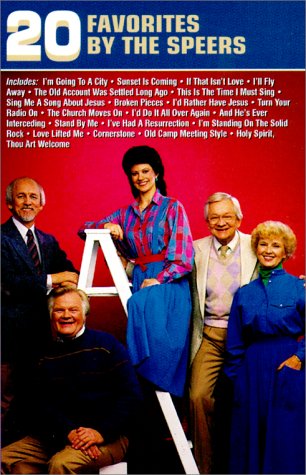 20 FAVORITES
BY THE SPEERS
Includes: I'm Going To A City • Sunset Is Coming • If That Isn't Love • I'll Fly
Away • The Old Account Was Settled Long Ago • This Is The Time I Must Sing •
Sing Me A Song About Jesus • Broken Pieces • I'd Rather Have Jesus • Turn Your
Radio On • The Church Moves On • I'd Do It All Over Again • And He's Ever
Interceding • Stand By Me • I've Had A Resurrection • I'm Standing On The Solid
Rock • Love Lifted Me • Cornerstone • Old Camp Meeting Style • Holy Spirit,
Thou Art Welcome